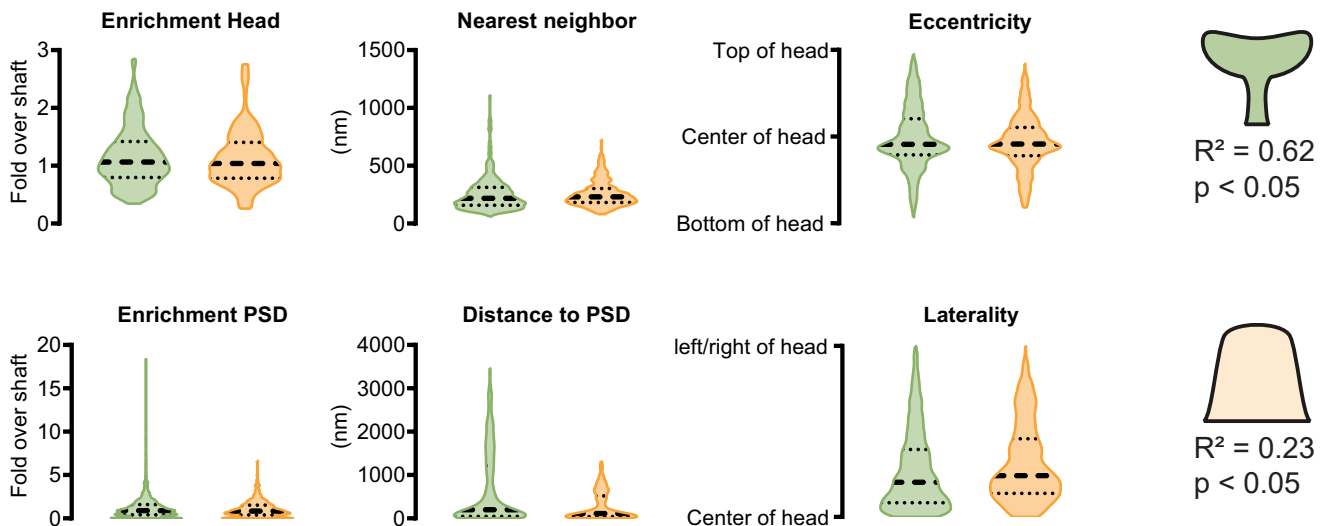 Enrichment Head
Fold over shaft
3
2
1
0
Nearest neighbor
(nm)
1500
1000
500
0
Eccentricity
Top of head
Center of head
Bottom of head
R² = 0.62
p < 0.05
Enrichment PSD
Fold over shaft
20
15
10
5
0
Distance to PSD
(nm)
4000
3000
2000
1000
0
Laterality
left/right of head
Center of head
R² = 0.23
p < 0.05